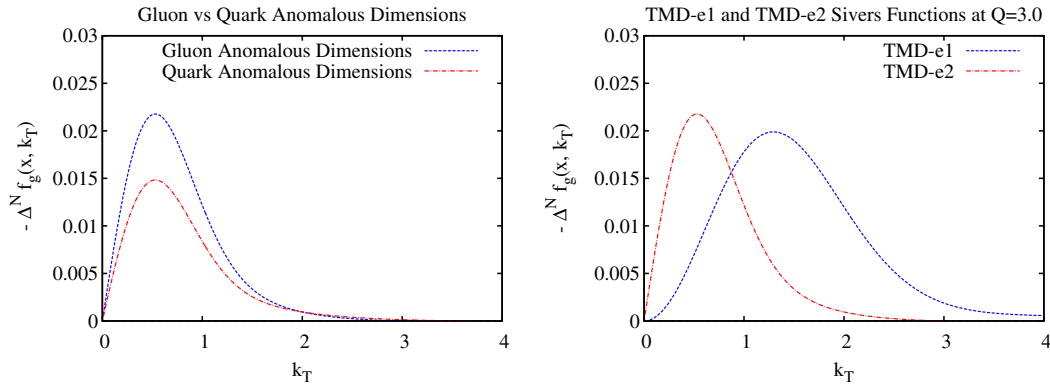 Gluon vs Quark Anomalous Dimensions
0.03
0.025
0.02
0.015
0.01
0.005
0
0
1
2
3
4
k_T
- Δ^N f_g(x, k_T)
Gluon Anomalous Dimensions
Quark Anomalous Dimensions
TMD-e1 and TMD-e2 Sivers Functions at Q=3.0
0.03
0.025
0.02
0.015
0.01
0.005
0
0
1
2
3
4
k_T
- Δ^N f_g(x, k_T)
TMD-e1
TMD-e2